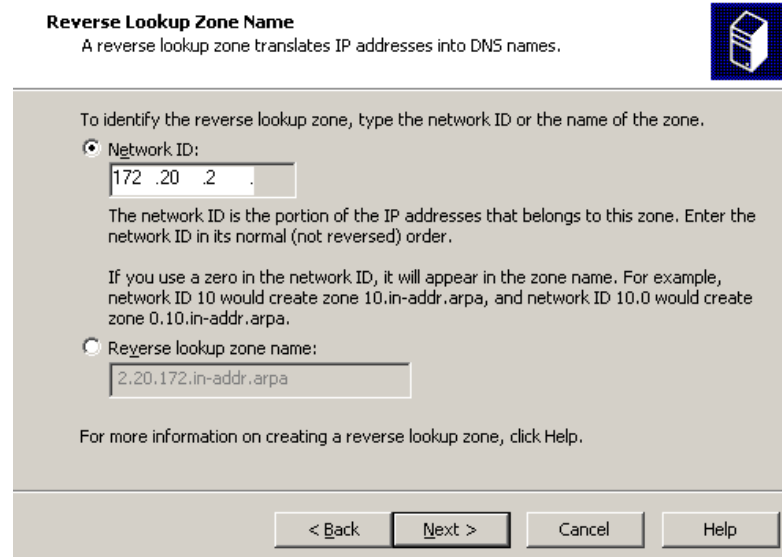 Reverse Lookup Zone Name
A reverse lookup zone translates IP addresses into DNS names.
To identify the reverse lookup zone, type the network ID or the name of the zone.
Network ID:
172 .20 .2 .
The network ID is the portion of the IP addresses that belongs to this zone. Enter the
network ID in its normal (not reversed) order.
If you use a zero in the network ID, it will appear in the zone name. For example,
network ID 10 would create zone 10.in-addr.arpa, and network ID 10.0 would create
zone 0.10.in-addr.arpa.
Reverse lookup zone name:
2.20.172.in-addr.arpa
For more information on creating a reverse lookup zone, click Help.
< Back Next > Cancel Help